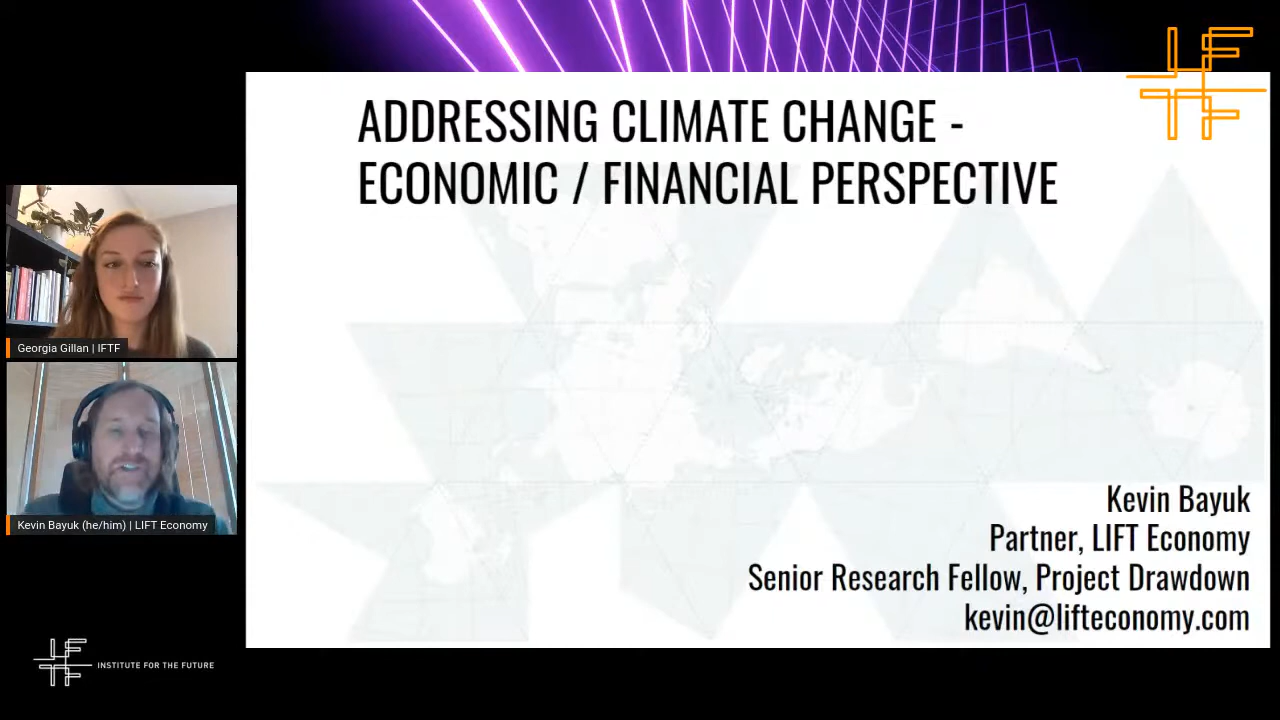 ADDRESSING CLIMATE CHANGE -
ECONOMIC / FINANCIAL PERSPECTIVE
Georgia Gillan | IFTF
Kevin Bayuk (he/him) | LIFT Economy
Kevin Bayuk
Partner, LIFT Economy
Senior Research Fellow, Project Drawdown
kevin@lifteconomy.com
INSTITUTE FOR THE FUTURE